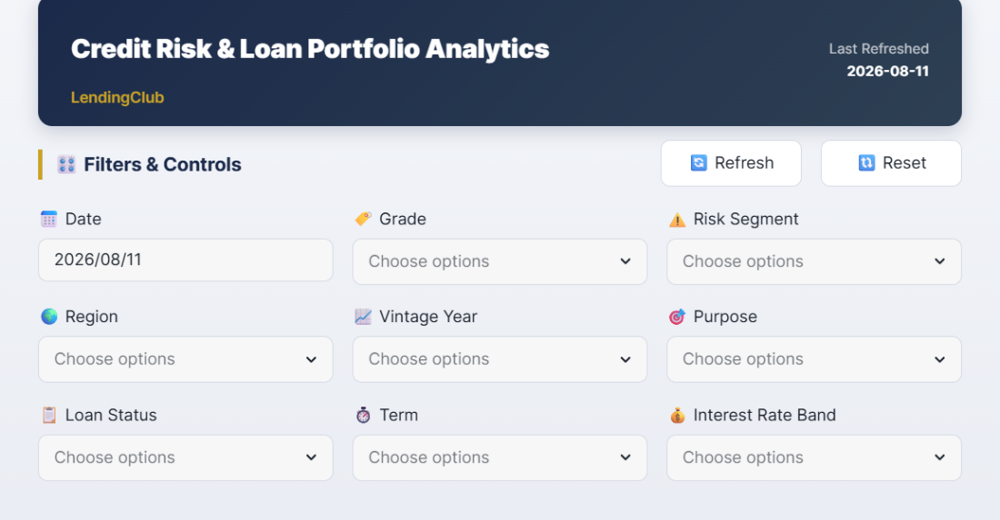 Credit Risk & Loan Portfolio Analytics
LendingClub
Last Refreshed
2026-08-11
Filters & Controls
Refresh
Reset
Date
2026/08/11
Grade
Choose options
Risk Segment
Choose options
Region
Choose options
Vintage Year
Choose options
Purpose
Choose options
Loan Status
Choose options
Term
Choose options
Interest Rate Band
Choose options